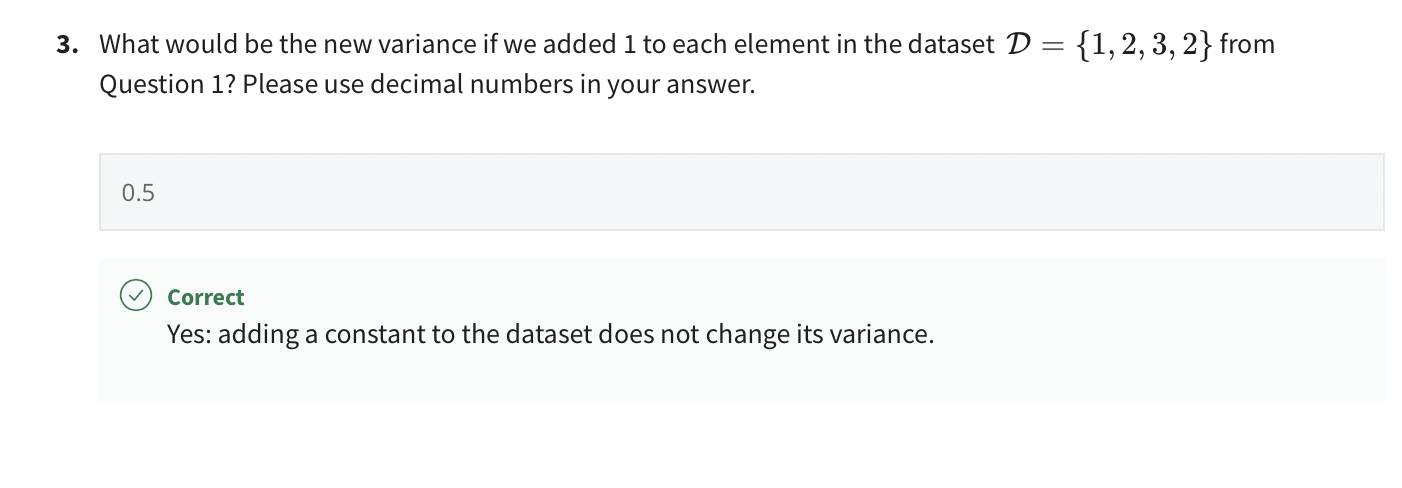 3. What would be the new variance if we added 1 to each element in the dataset 𝒟 = {1, 2, 3, 2} from
Question 1? Please use decimal numbers in your answer.
0.5
Correct
Yes: adding a constant to the dataset does not change its variance.